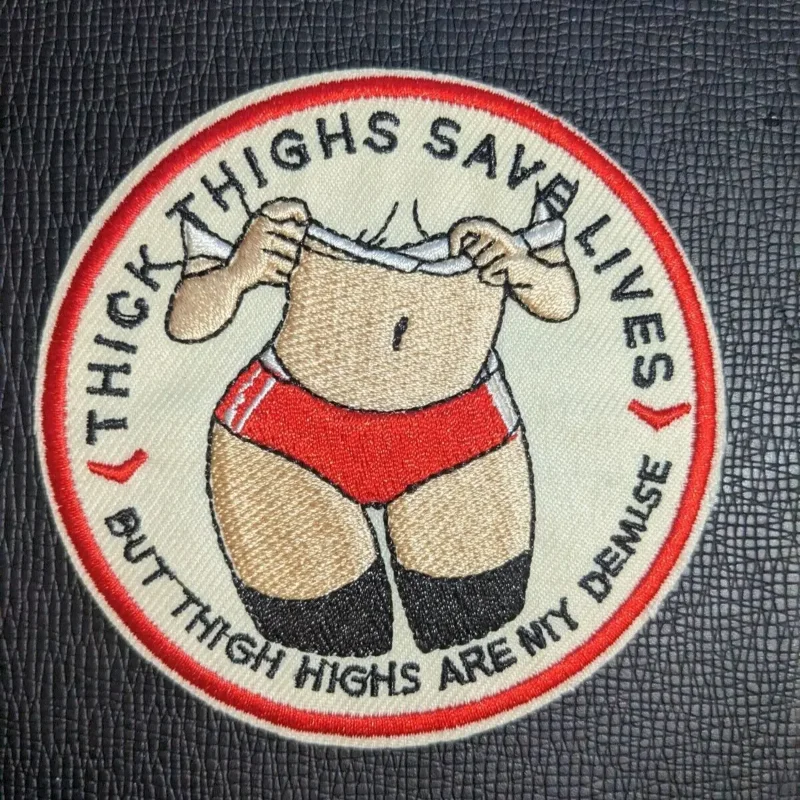 THICK THIGHS SAVE LIVES
BUT THIGH HIGHS ARE MY DEMISE